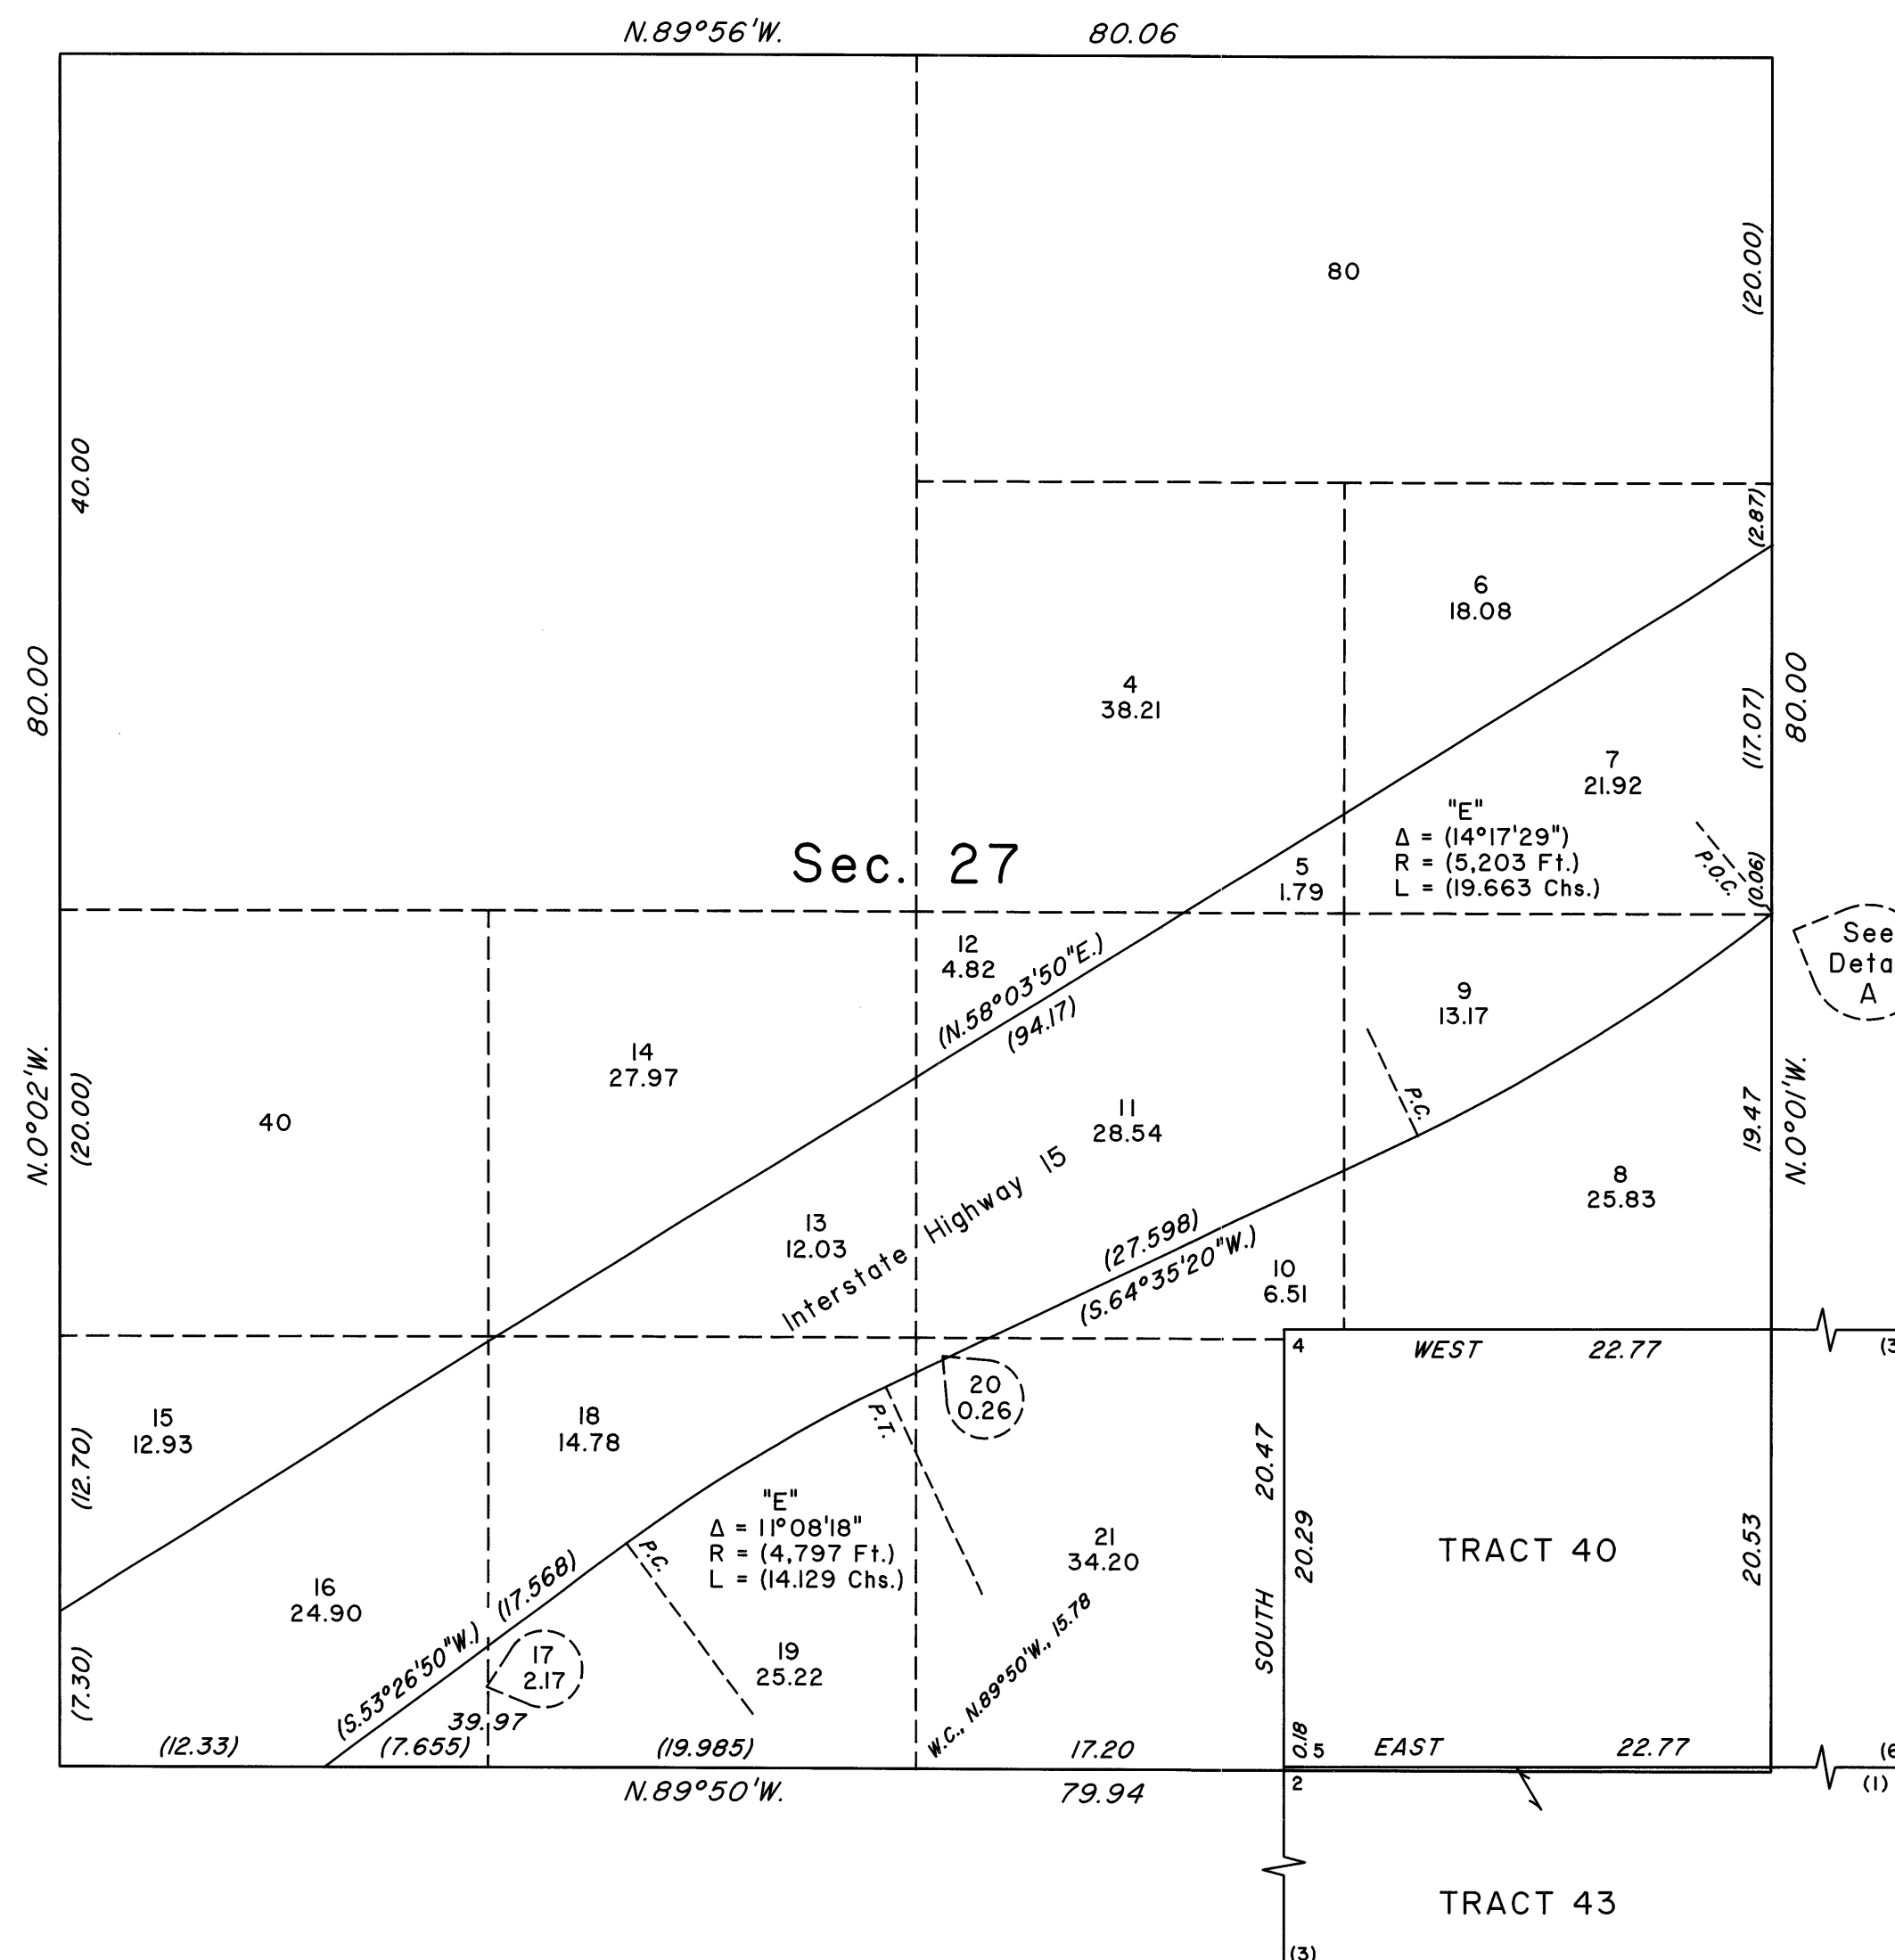 N.89°56'W. 80.06
80
(20.00)
40.00
80.00
(2.87)
6
18.08
4
38.21
80.00
(17.07)
7
21.92
"E"
Δ = (14°17'29")
R = (5,203 Ft.)
L = (19.663 Chs.)
P.O.C.
(0.06)
Sec. 27
5
1.79
See
A
12
4.82
(N.58°03'50"E.)
(94.17)
9
13.17
14
27.97
40
N.0°02'W.
(20.00)
P.C.
11
28.54
19.47
N.0°01'W.
8
25.83
13
12.03
Interstate Highway 15
(27.598)
(S.64°35'20"W.)
10
6.51
4
WEST 22.77
(3
20
0.26
P.T.
15
12.93
(12.70)
18
14.78
20.47
20.29
20.53
TRACT 40
"E"
Δ = 11°08'18"
R = (4,797 Ft.)
L = (14.129 Chs.)
P.C.
21
34.20
16
24.90
(17.568)
(S.53°26'50"W.)
17
2.17
19
25.22
W.C., N.89°50'W., 15.78
SOUTH
(7.30)
39.97
(12.33)
(7.655)
(19.985)
17.20
0.18
5
EAST 22.77
(6
N.89°50'W. 79.94
2
(1)
TRACT 43
(3)